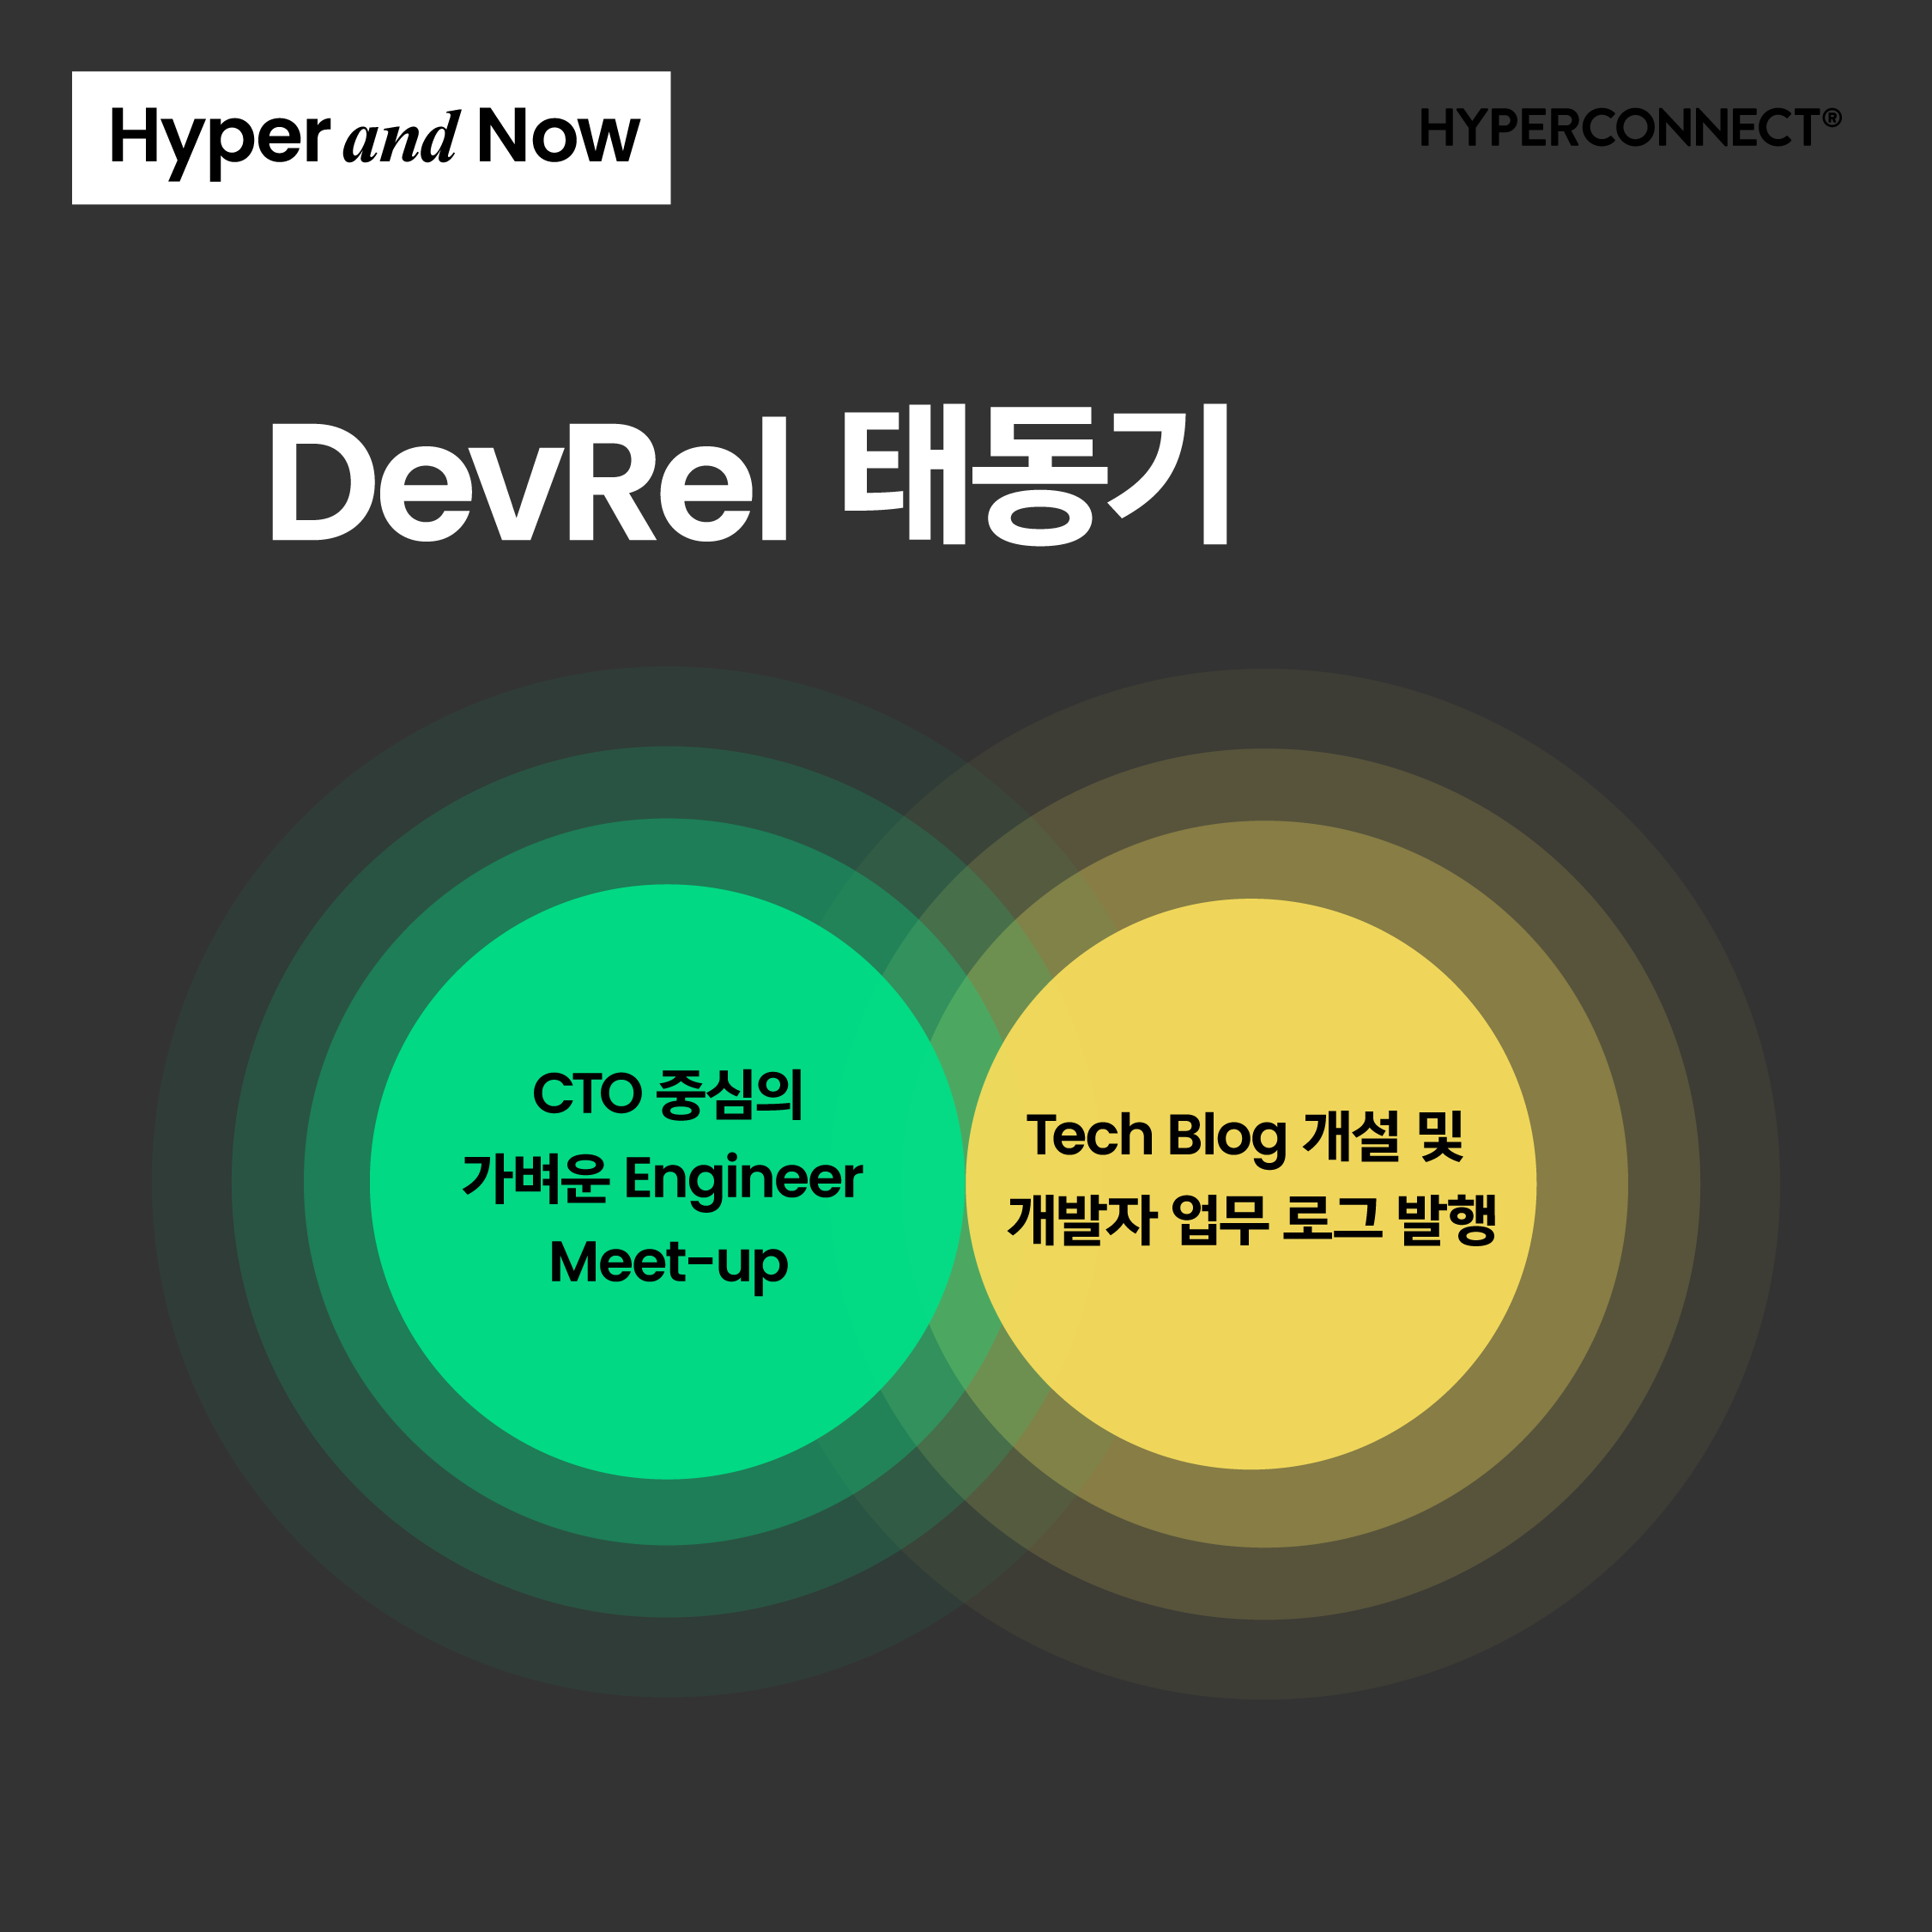 Hyper and Now
HYPERCONNECT®
DevRel 태동기
CTO 중심의
가벼운 Engineer
Meet-up
Tech Blog 개설 및
개발자 업무 로그 발행